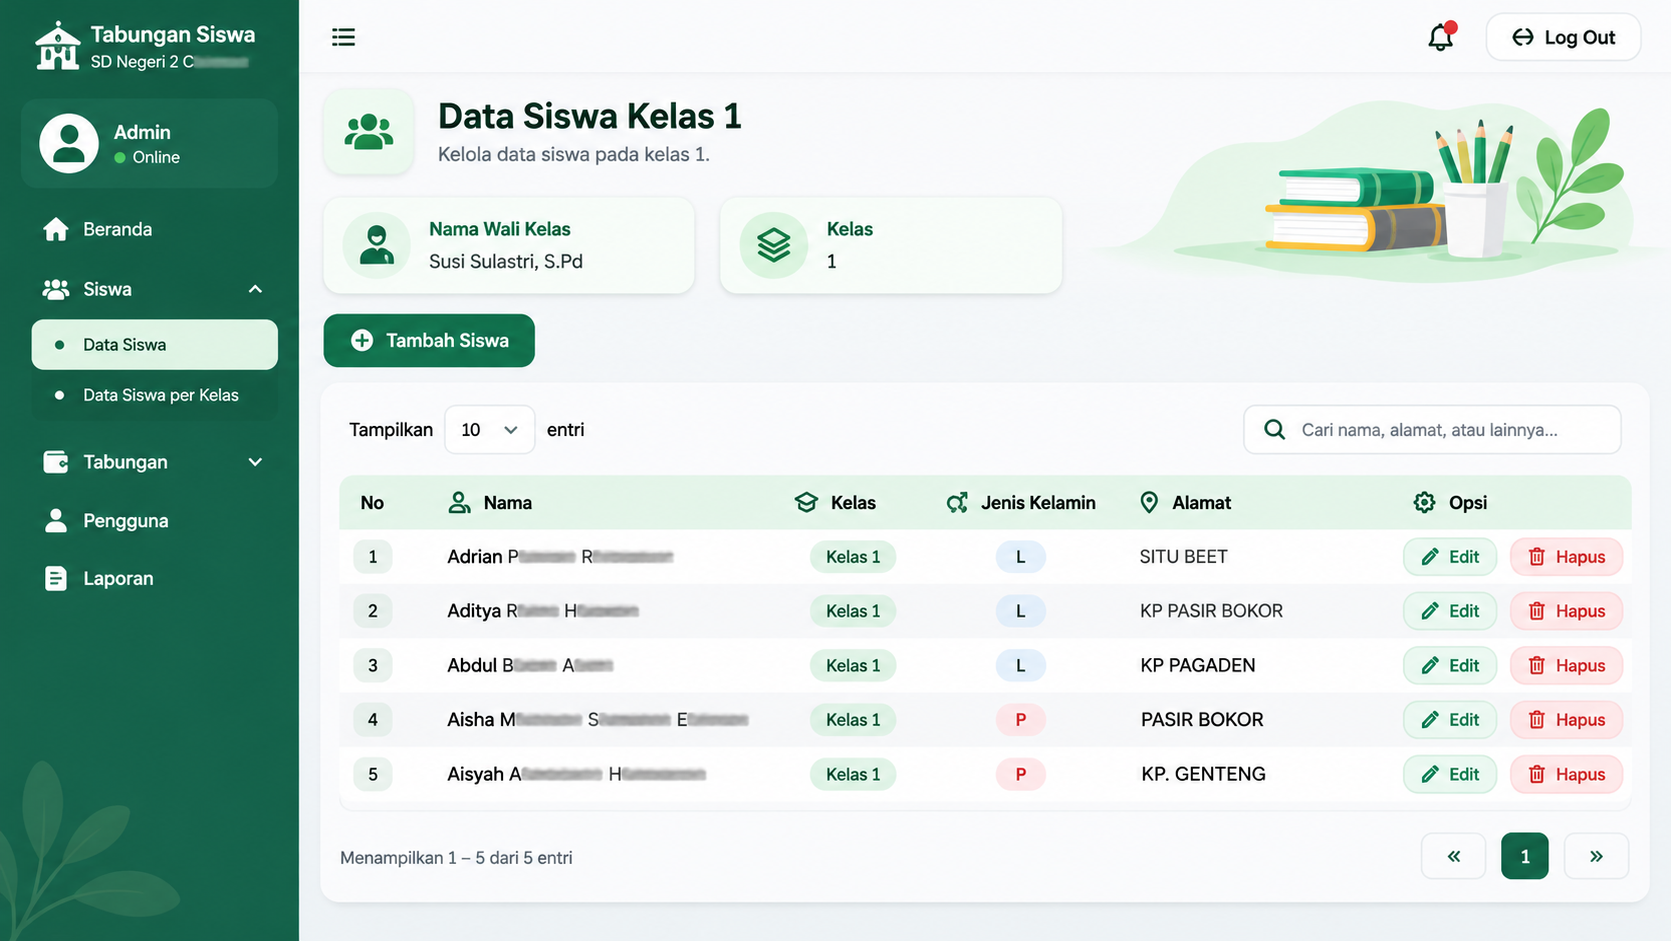 Tabungan Siswa
SD Negeri 2
Admin
Online
Beranda
Siswa
Data Siswa
Data Siswa per Kelas
Tabungan
Pengguna
Laporan
Log Out
Data Siswa Kelas 1
Kelola data siswa pada kelas 1.
Nama Wali Kelas
Susi Sulastri, S.Pd
Kelas
1
Tambah Siswa
Tampilkan 10 entri
Cari nama, alamat, atau lainnya...
No Nama Kelas Jenis Kelamin Alamat Opsi
1 Adrian Kelas 1 L SITU BEET Edit Hapus
2 Aditya Kelas 1 L KP PASIR BOKOR Edit Hapus
3 Abdul Kelas 1 L KP PAGADEN Edit Hapus
4 Aisha Kelas 1 P PASIR BOKOR Edit Hapus
5 Aisyah Kelas 1 P KP. GENTENG Edit Hapus
Menampilkan 1 – 5 dari 5 entri
« 1 »